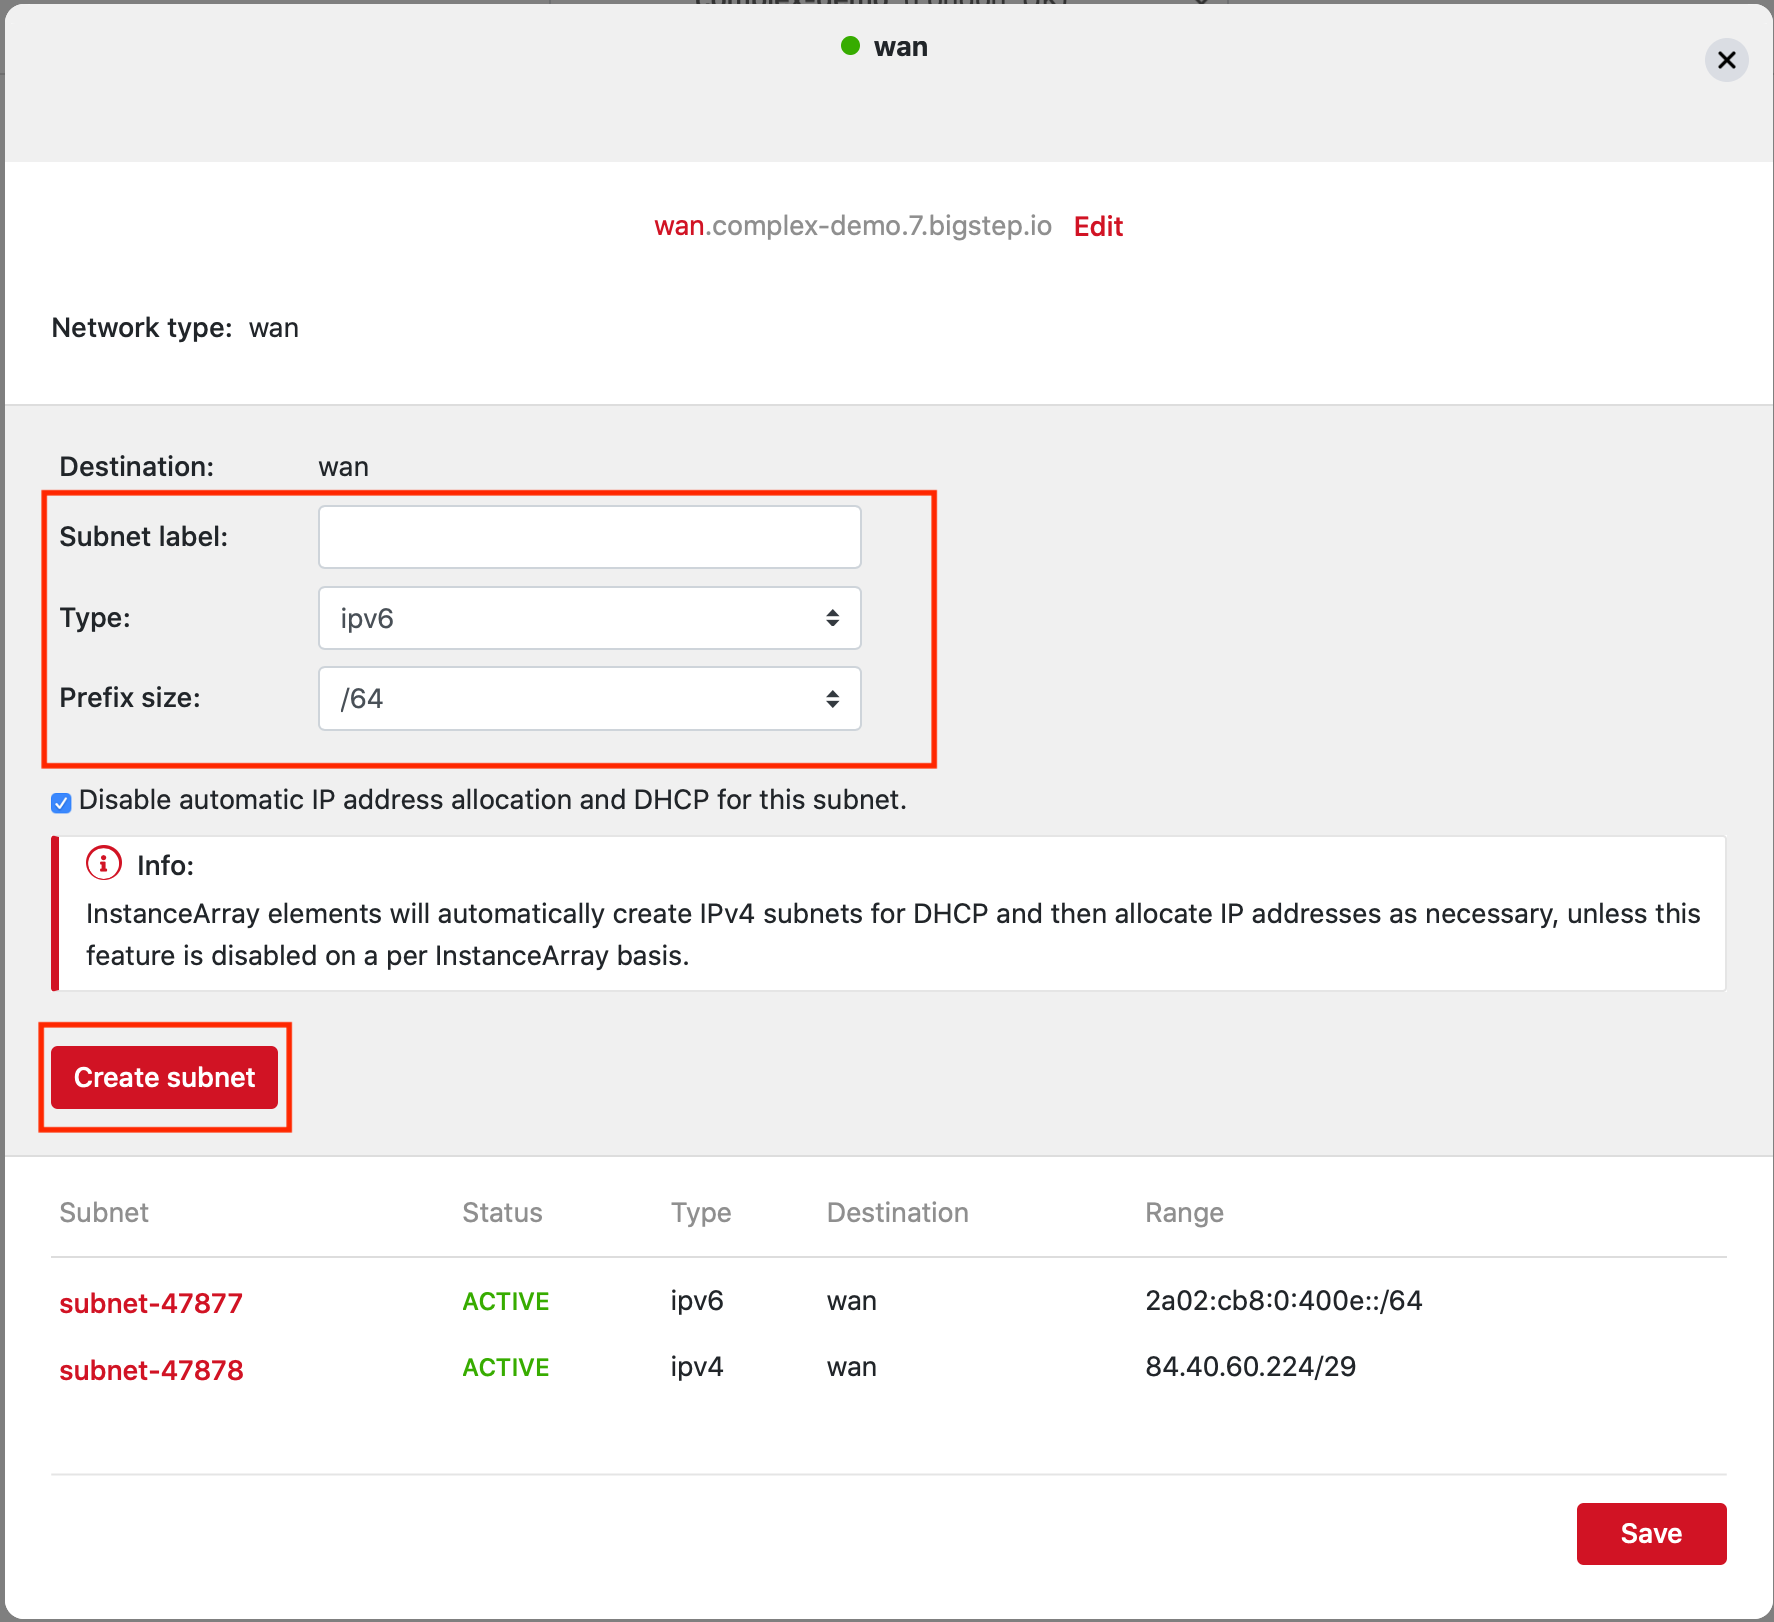 wan
wan.complex-demo.7.bigstep.io Edit
Network type: wan
Destination: wan
Subnet label:
Type: ipv6
Prefix size: /64
Disable automatic IP address allocation and DHCP for this subnet.
Info:
InstanceArray elements will automatically create IPv4 subnets for DHCP and then allocate IP addresses as necessary, unless this
feature is disabled on a per InstanceArray basis.
Create subnet
Subnet Status Type Destination Range
subnet-47877 ACTIVE ipv6 wan 2a02:cb8:0:400e::/64
subnet-47878 ACTIVE ipv4 wan 84.40.60.224/29
Save